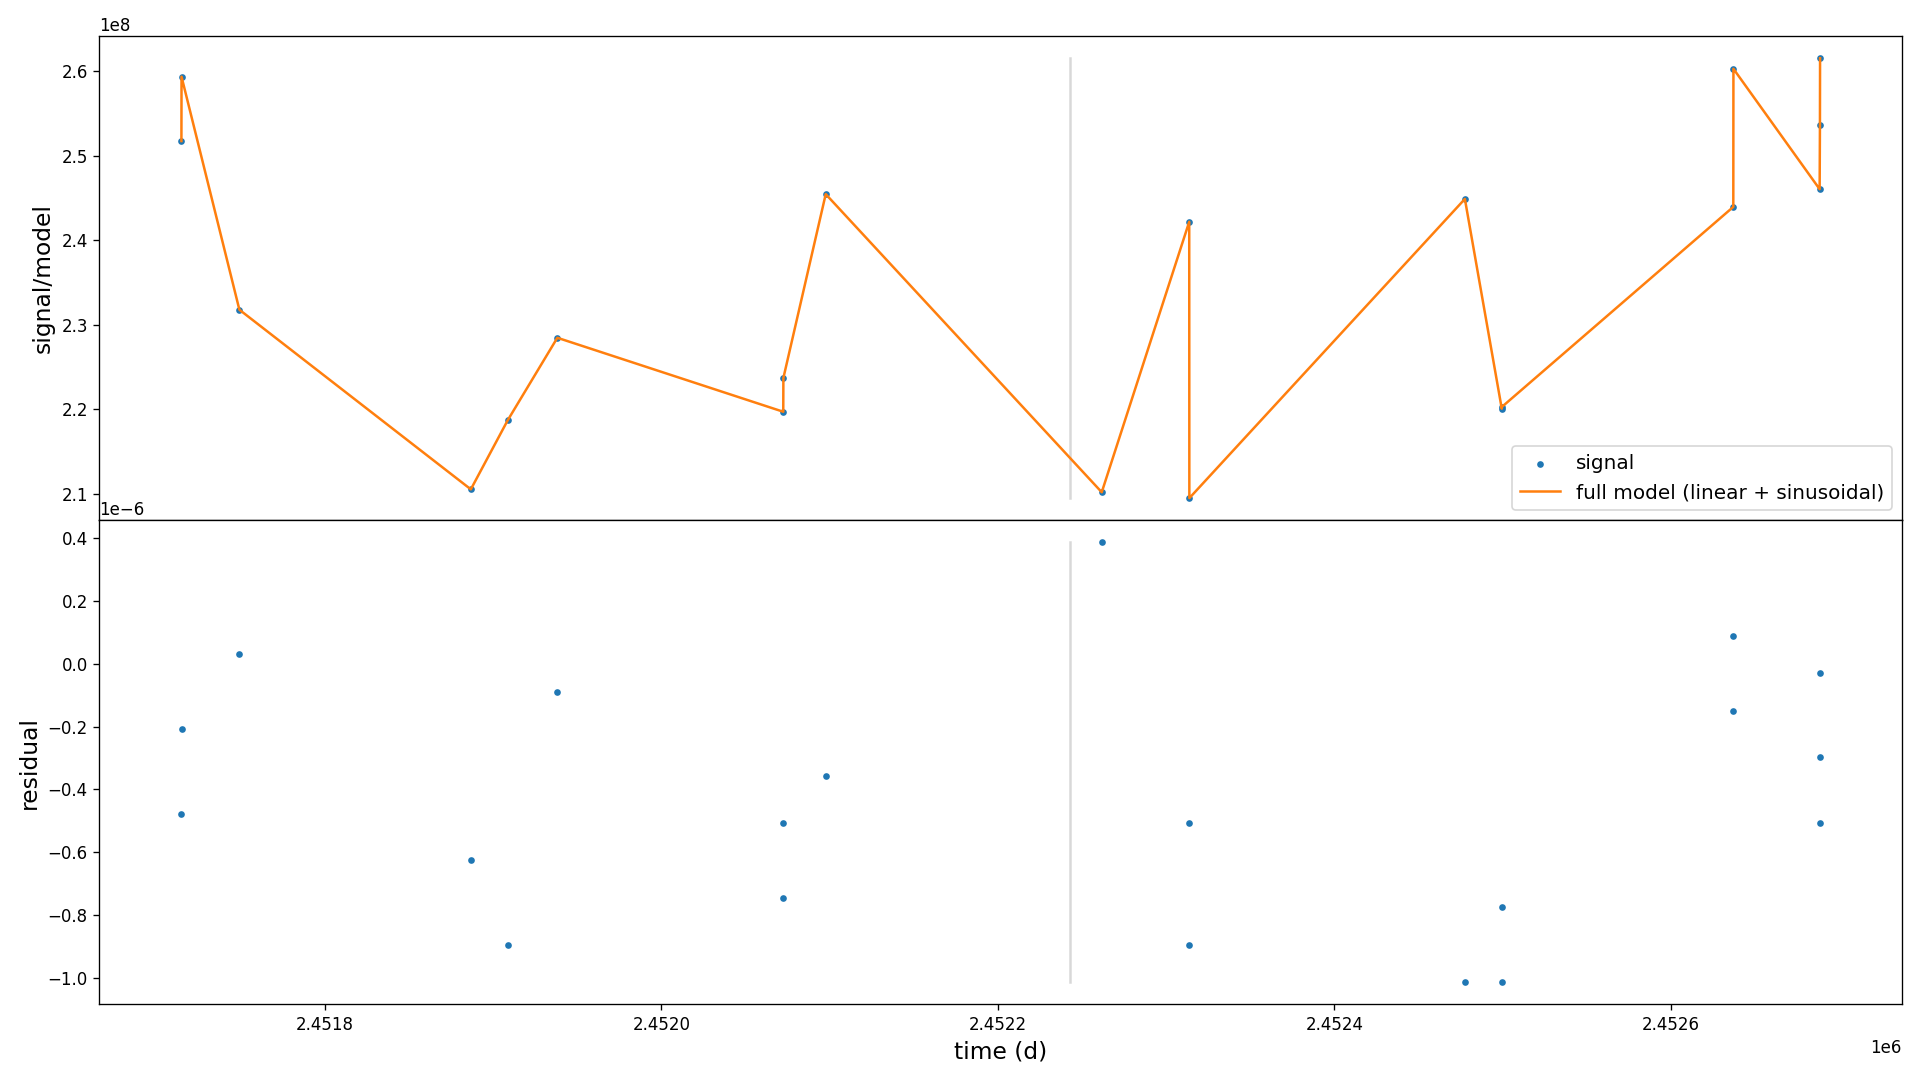 1e8
2.6
2.5
2.4
2.3
2.2
2.1
signal/model
signal
full model (linear + sinusoidal)
1e−6
0.4
0.2
0.0
−0.2
−0.4
−0.6
−0.8
−1.0
residual
2.4518
2.4520
2.4522
2.4524
2.4526
time (d)
1e6